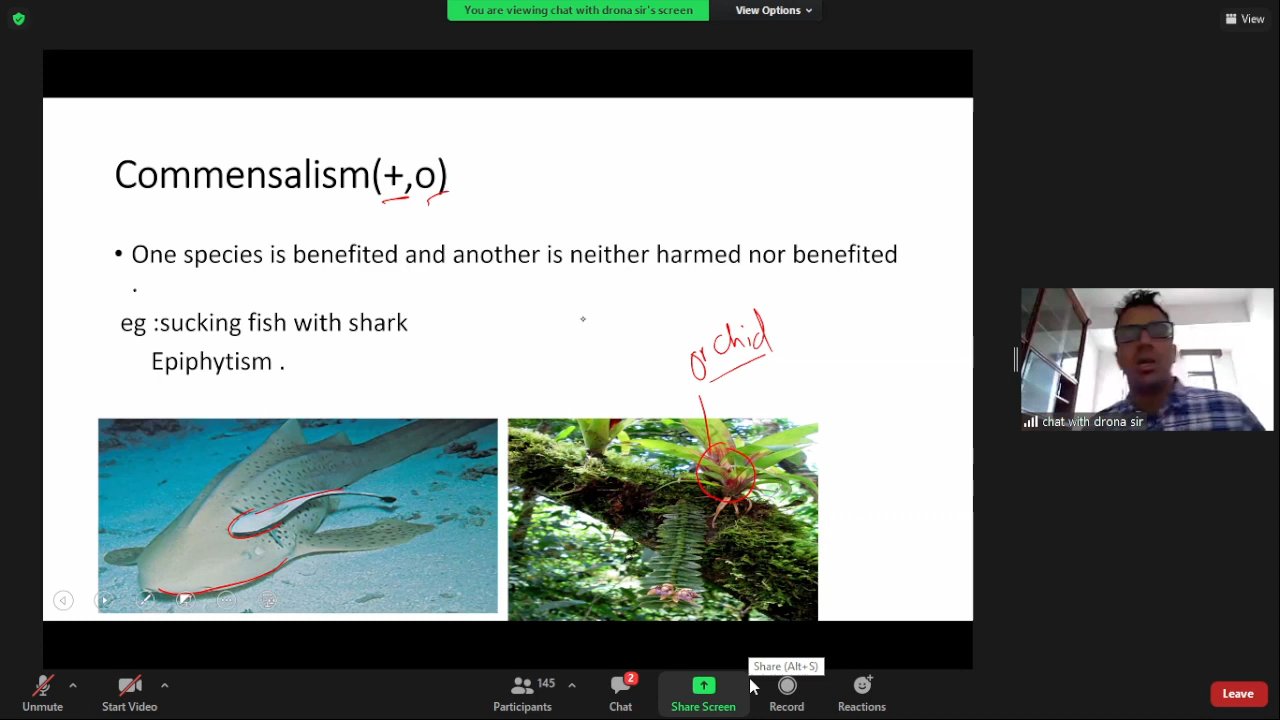 You are viewing chat with drona sir's screen
View Options
View
Commensalism(+,o)
• One species is benefited and another is neither harmed nor benefited
.
eg :sucking fish with shark
Epiphytism .
orchid
chat with drona sir
Share (Alt+S)
145
2
Unmute
Start Video
Participants
Chat
Share Screen
Record
Reactions
Leave